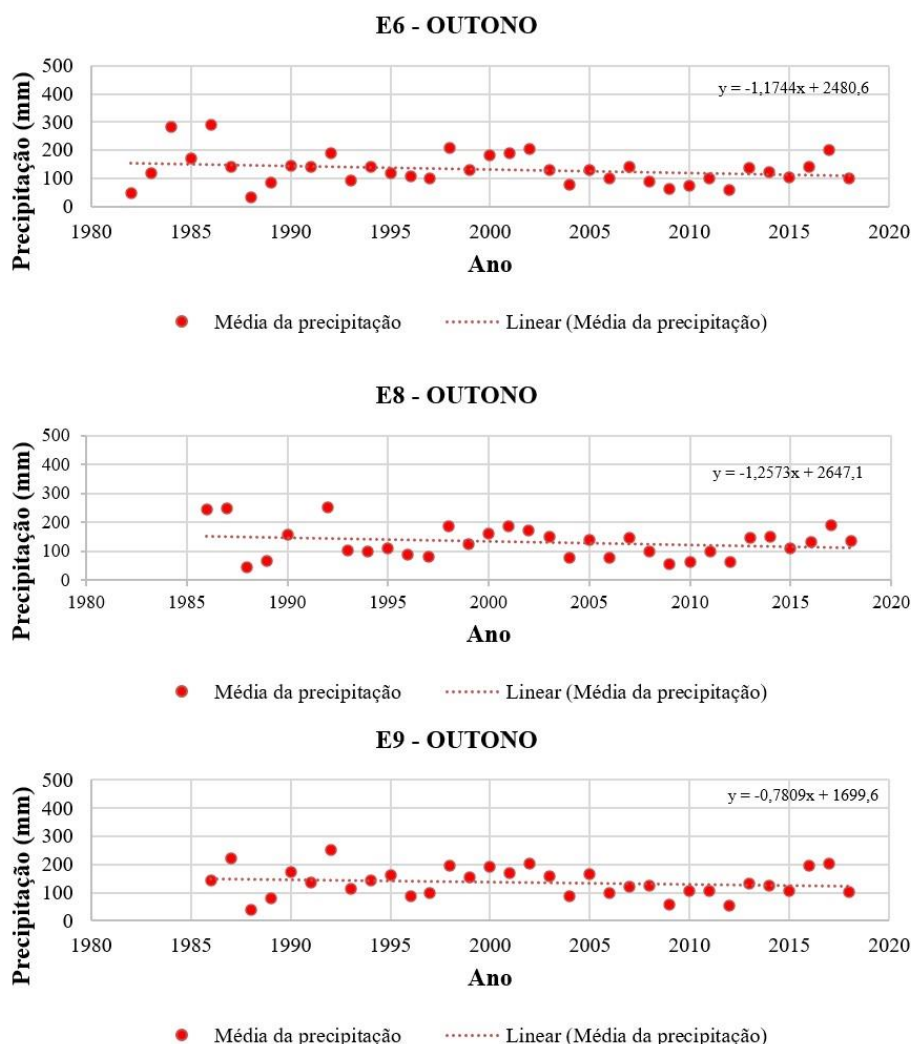 E6 - OUTONO
Precipitação (mm)
500
400
300
200
100
0
y = -1,1744x + 2480,6
1980 1985 1990 1995 2000 2005 2010 2015 2020
Ano
Média da precipitação Linear (Média da precipitação)
E8 - OUTONO
Precipitação (mm)
500
400
300
200
100
0
y = -1,2573x + 2647,1
1980 1985 1990 1995 2000 2005 2010 2015 2020
Ano
Média da precipitação Linear (Média da precipitação)
E9 - OUTONO
Precipitação (mm)
500
400
300
200
100
0
y = -0,7809x + 1699,6
1980 1985 1990 1995 2000 2005 2010 2015 2020
Ano
Média da precipitação Linear (Média da precipitação)